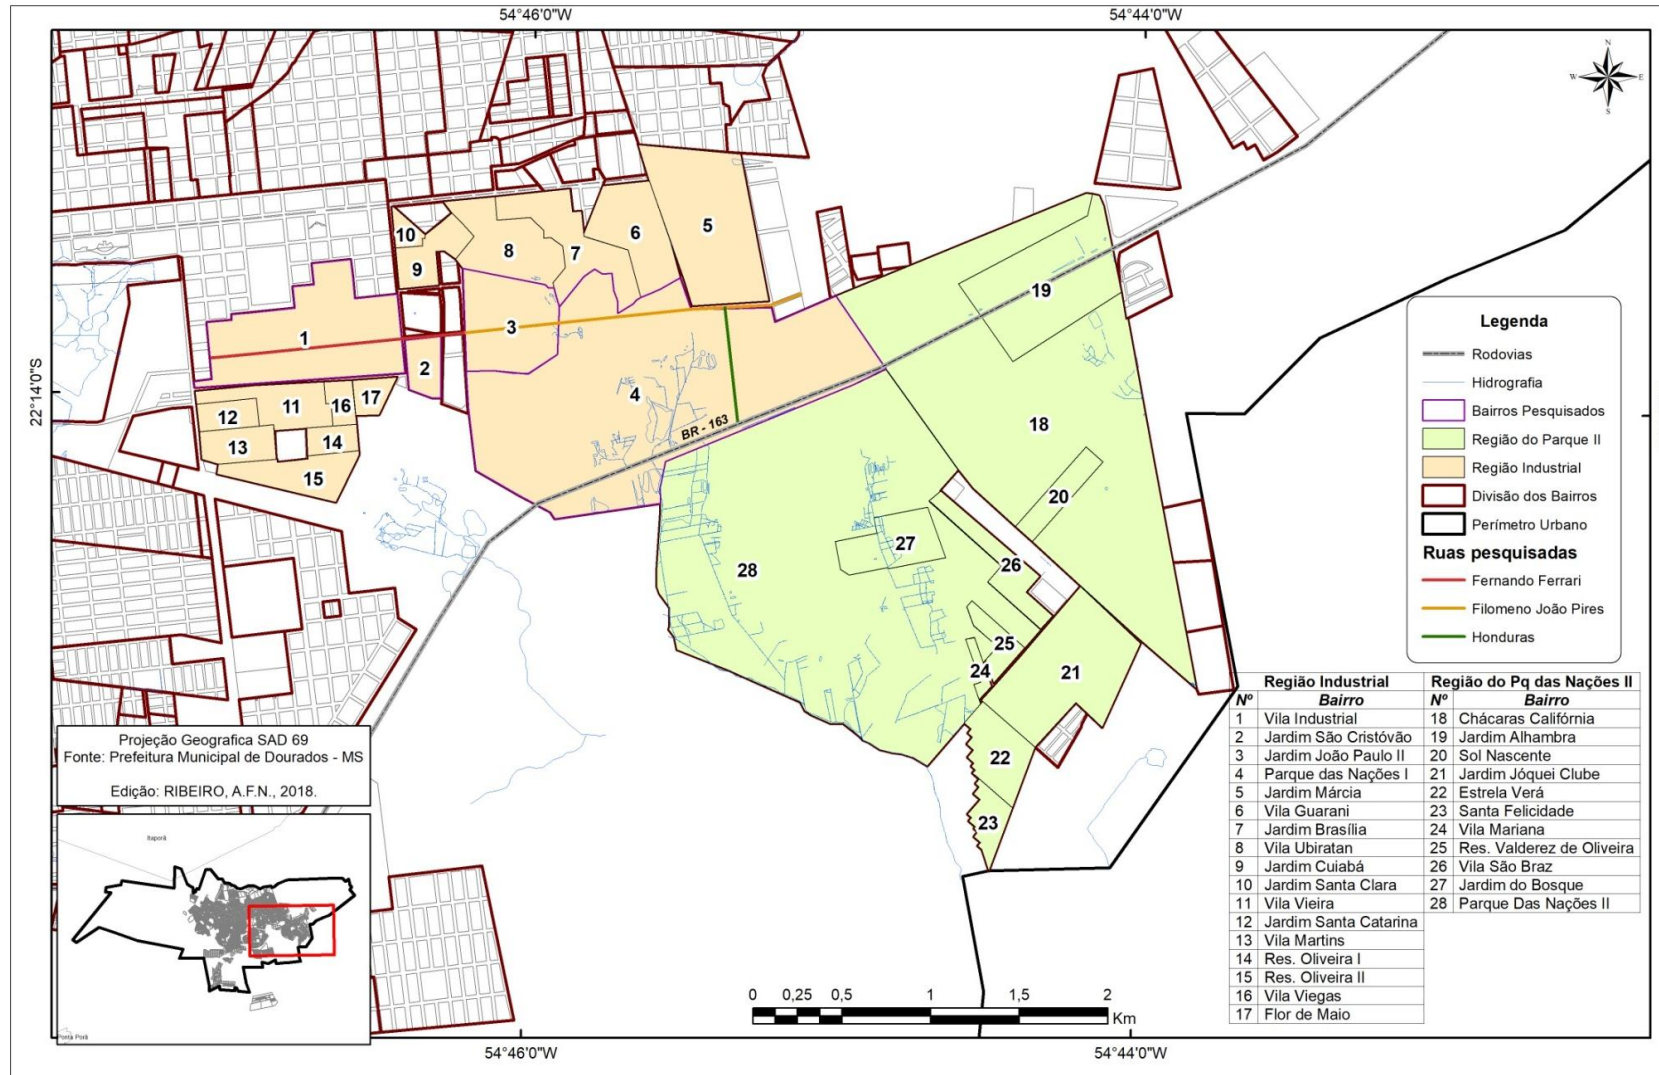 54°46'0"W
54°44'0"W
N
W
E
S
22°14'0"S
10
9
8
7
6
5
1
2
3
4
BR - 163
12
11
16
17
13
14
15
19
18
20
27
26
28
25
24
21
22
23
Legenda
Rodovias
Hidrografia
Bairros Pesquisados
Região do Parque II
Região Industrial
Divisão dos Bairros
Perímetro Urbano
Ruas pesquisadas
Fernando Ferrari
Filomeno João Pires
Honduras
Região Industrial Região do Pq das Nações II
Nº Bairro Nº Bairro
1 Vila Industrial 18 Chácaras Califórnia
2 Jardim São Cristóvão 19 Jardim Alhambra
3 Jardim João Paulo II 20 Sol Nascente
4 Parque das Nações I 21 Jardim Jóquei Clube
5 Jardim Márcia 22 Estrela Verá
6 Vila Guarani 23 Santa Felicidade
7 Jardim Brasília 24 Vila Mariana
8 Vila Ubiratan 25 Res. Valderez de Oliveira
9 Jardim Cuiabá 26 Vila São Braz
10 Jardim Santa Clara 27 Jardim do Bosque
11 Vila Vieira 28 Parque Das Nações II
12 Jardim Santa Catarina
13 Vila Martins
14 Res. Oliveira I
15 Res. Oliveira II
16 Vila Viegas
17 Flor de Maio
Projeção Geografica SAD 69
Fonte: Prefeitura Municipal de Dourados - MS
Edição: RIBEIRO, A.F.N., 2018.
Itaporã
Ponta Porã
0 0,25 0,5 1 1,5 2
Km
54°46'0"W
54°44'0"W